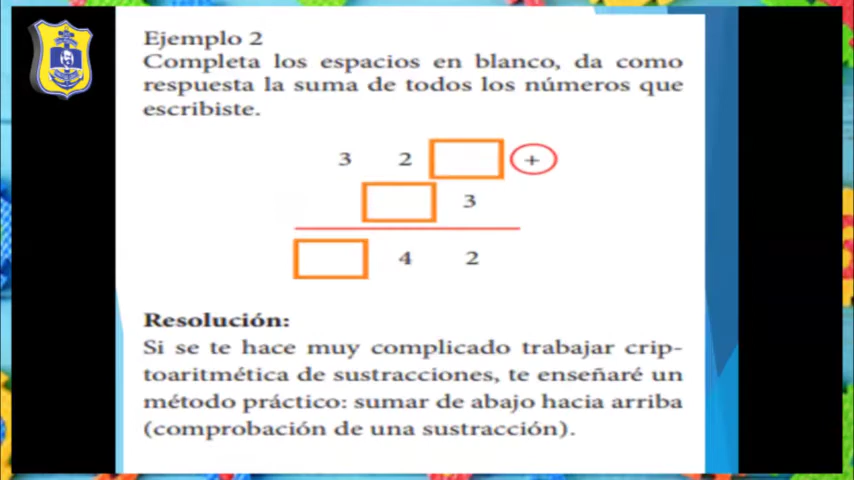 Ejemplo 2
Completa los espacios en blanco, da como
respuesta la suma de todos los números que
escribiste.
3 2 +
3
4 2
Resolución:
Si se te hace muy complicado trabajar crip-
toaritmética de sustracciones, te enseñaré un
método práctico: sumar de abajo hacia arriba
(comprobación de una sustracción).